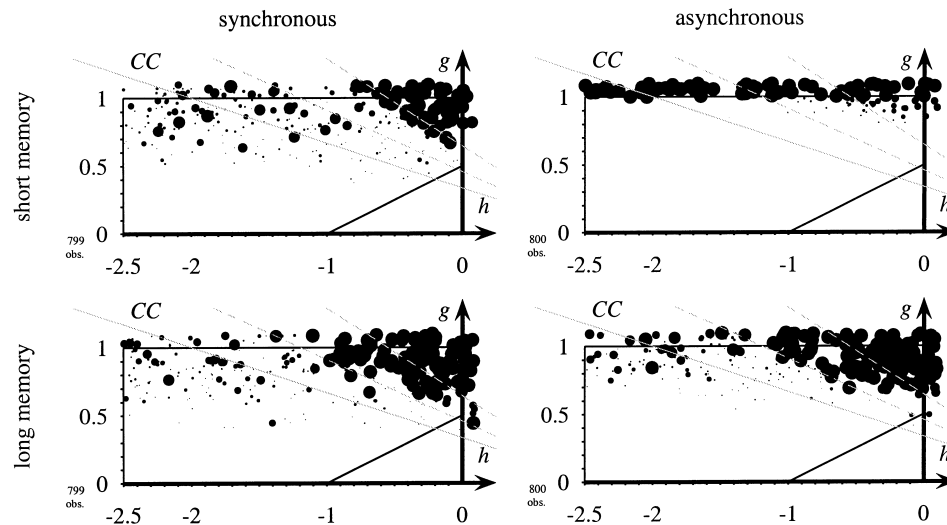 synchronous
asynchronous
short memory
CC
g
1
0.5
h
0
799
obs.
-2.5
-2
-1
0
CC
g
1
0.5
h
0
800
obs.
-2.5
-2
-1
0
long memory
CC
g
1
0.5
h
0
799
obs.
-2.5
-2
-1
0
CC
g
1
0.5
h
0
800
obs.
-2.5
-2
-1
0